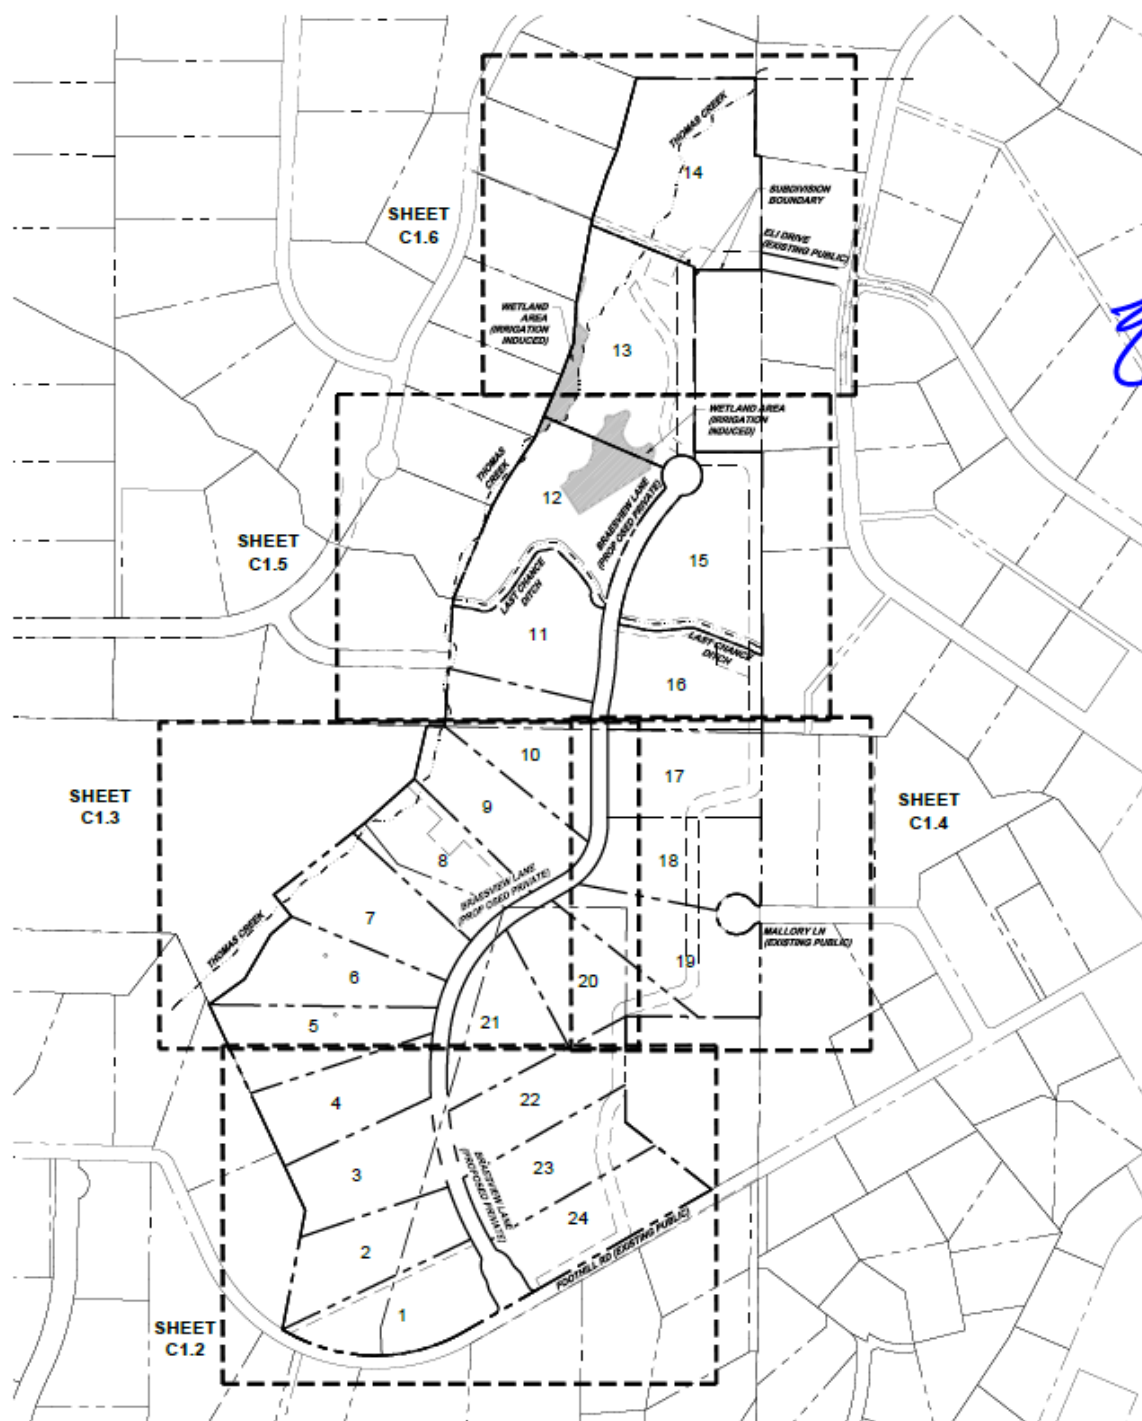 THOMAS CREEK
14
SUBDIVISION
BOUNDARY
SHEET
C1.6
ELI DRIVE
(EXISTING PUBLIC)
WETLAND
AREA
(IRRIGATION
INDUCED)
13
WETLAND AREA
(IRRIGATION
INDUCED)
THOMAS
CREEK
12
BRAESVIEW LANE
(PROPOSED PRIVATE)
SHEET
C1.5
15
LAST CHANCE
DITCH
11
LAST CHANCE
DITCH
16
10
17
SHEET
C1.3
9
SHEET
C1.4
8
18
BRAESVIEW LANE
(PROPOSED PRIVATE)
7
THOMAS CREEK
MALLORY LN
(EXISTING PUBLIC)
6
19
20
5
21
4
22
3
23
BRAESVIEW LANE
(PROPOSED PRIVATE)
24
2
FOOTHILL RD (EXISTING PUBLIC)
1
SHEET
C1.2